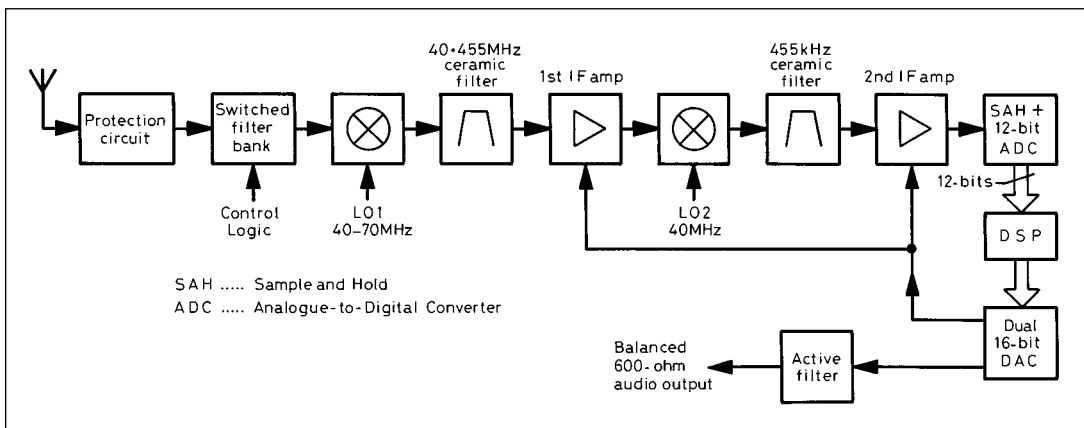 40·455MHz
ceramic
filter
1st IF amp
455kHz
ceramic
filter
2nd IF amp
Protection
circuit
Switched
filter
bank
SAH +
12-bit
ADC
12-bits
Control
Logic
LO1
40-70MHz
LO2
40MHz
DSP
SAH ..... Sample and Hold
ADC ..... Analogue-to-Digital Converter
Dual
16-bit
DAC
Balanced
600-ohm
audio output
Active
filter